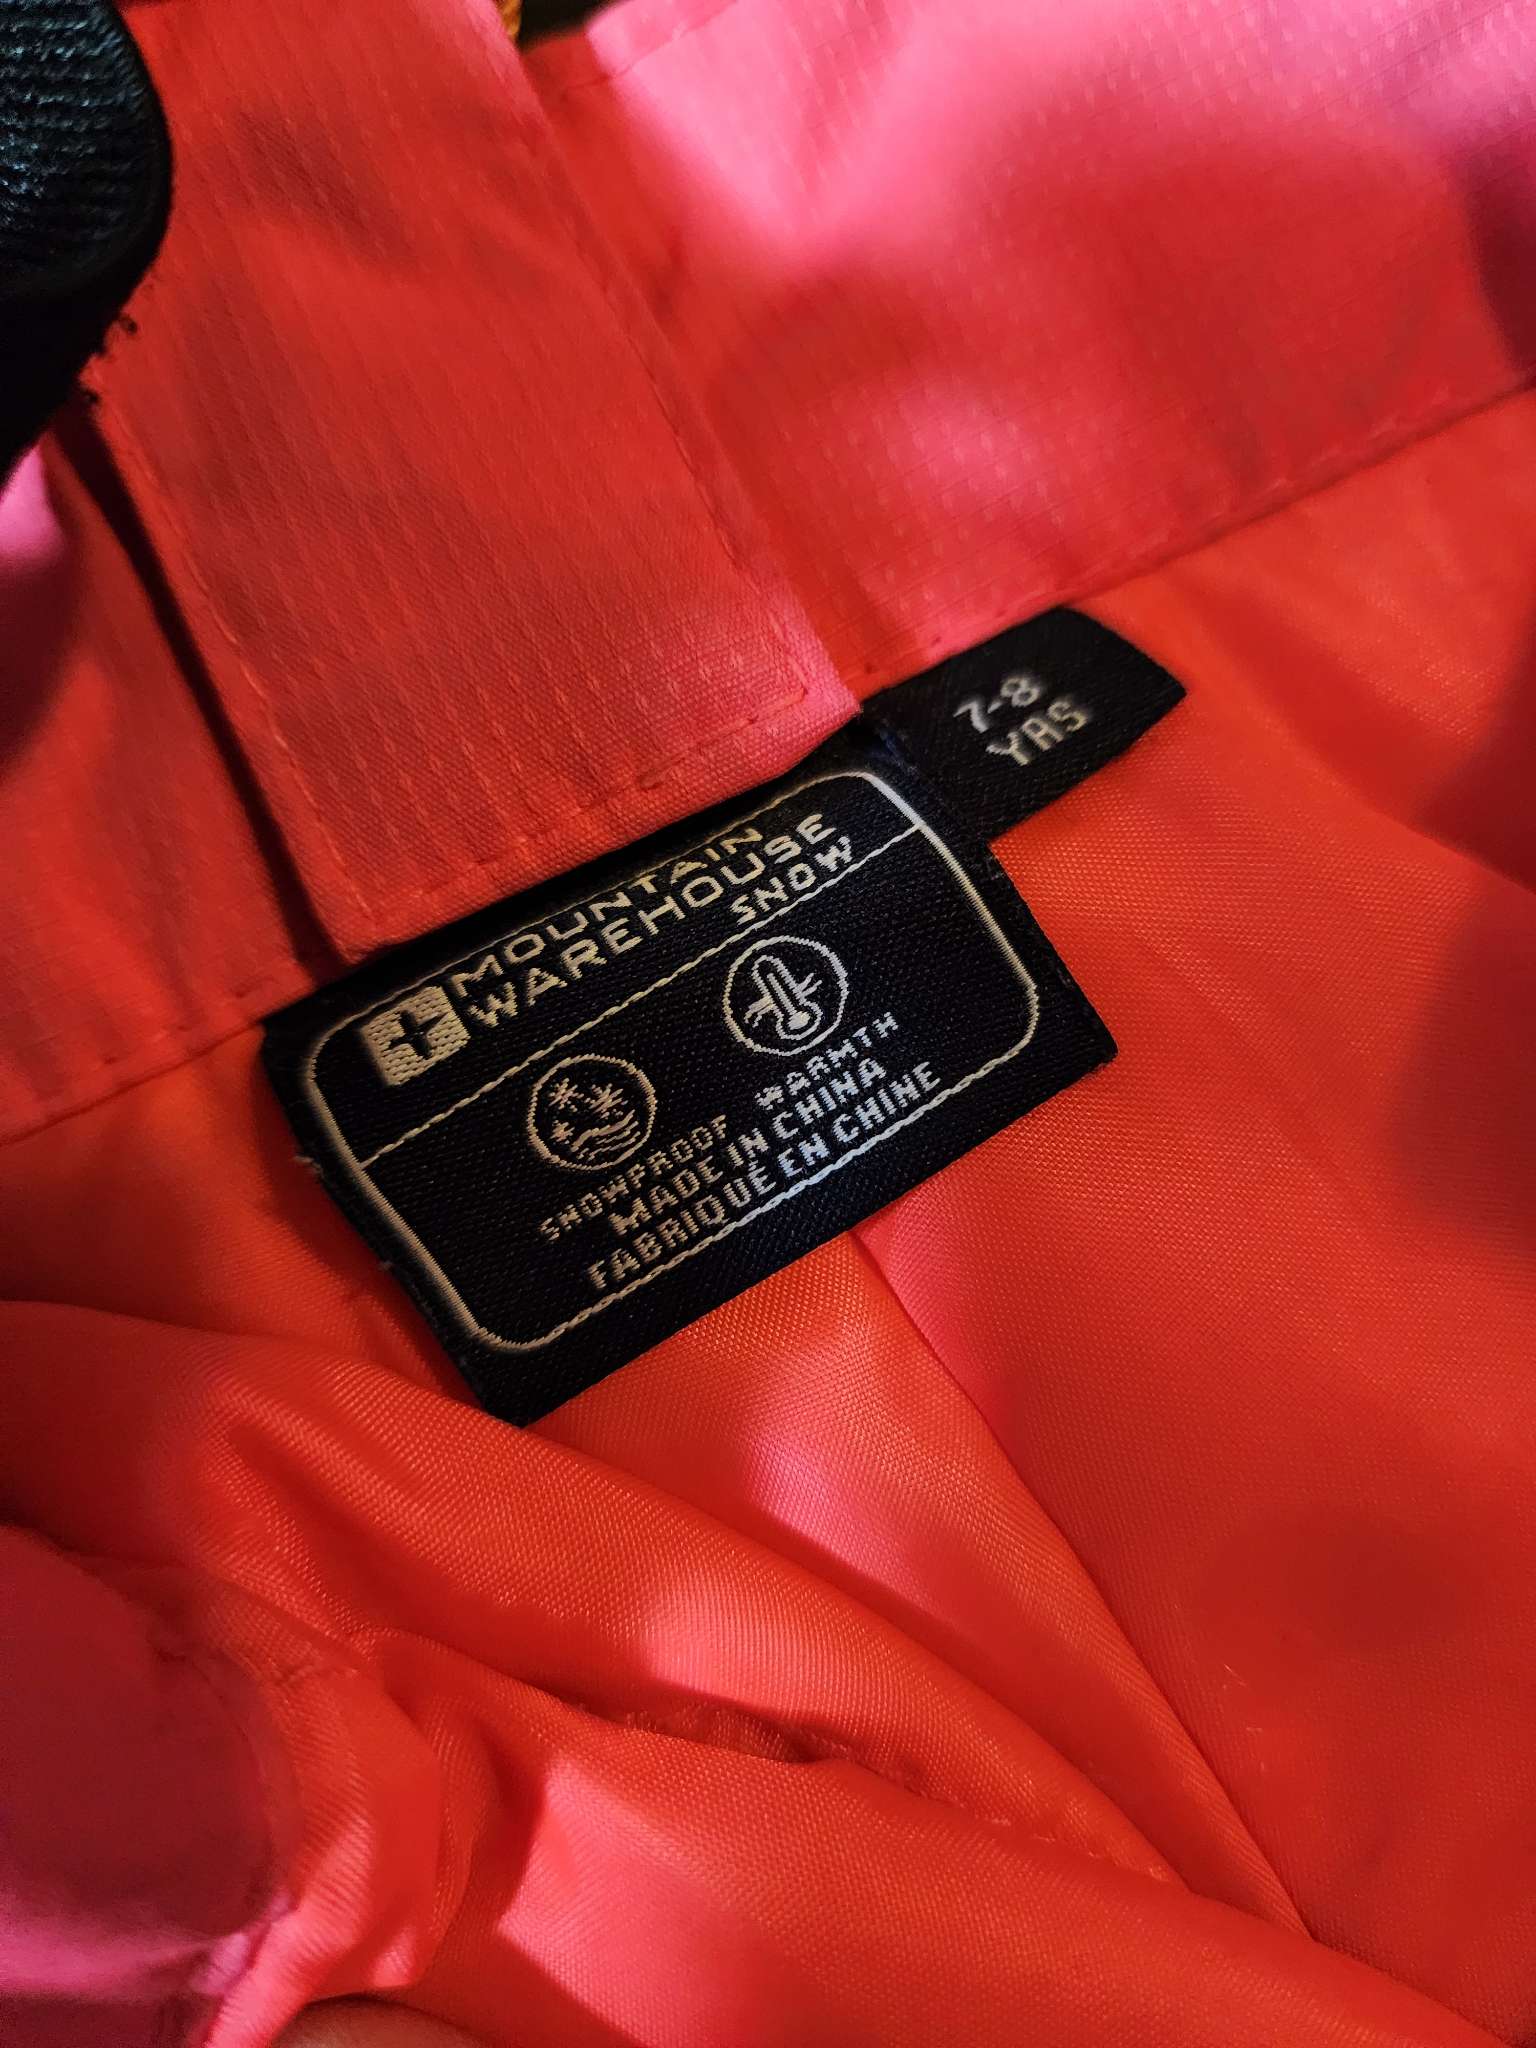 7-8
YRS
MOUNTAIN
WAREHOUSE
SNOW
SNOWPROOF
WARMTH
MADE IN CHINA
FABRIQUÉ EN CHINE